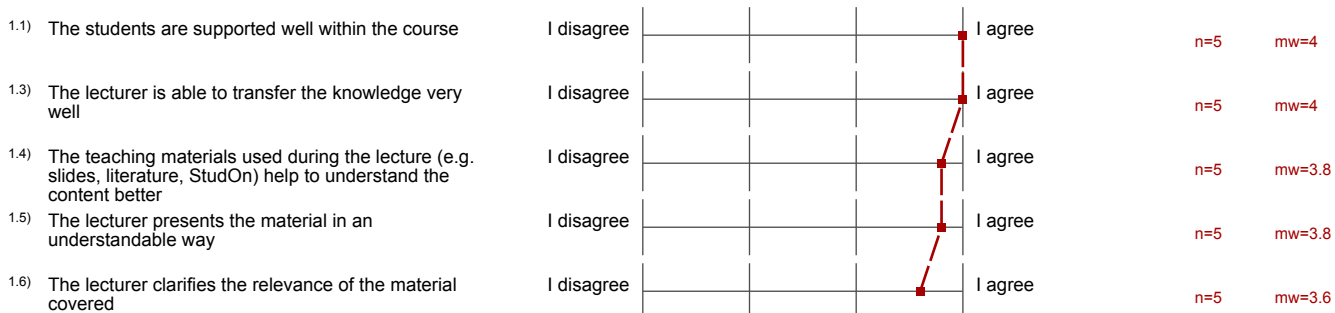 1.1) The students are supported well within the course I disagree I agree n=5 mw=4
1.3) The lecturer is able to transfer the knowledge very
well I disagree I agree n=5 mw=4
1.4) The teaching materials used during the lecture (e.g.
slides, literature, StudOn) help to understand the
content better I disagree I agree n=5 mw=3.8
1.5) The lecturer presents the material in an
understandable way I disagree I agree n=5 mw=3.8
1.6) The lecturer clarifies the relevance of the material
covered I disagree I agree n=5 mw=3.6